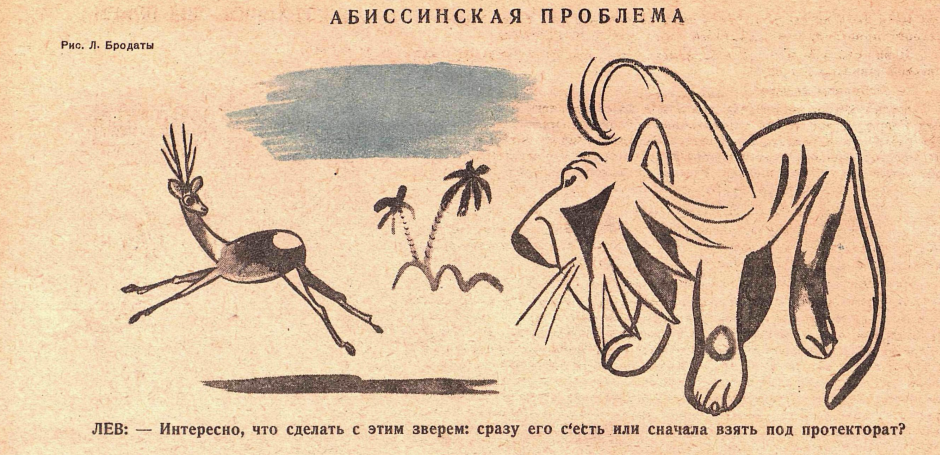 АБИССИНСКАЯ ПРОБЛЕМА
Рис. Л. Бродаты
ЛЕВ: — Интересно, что сделать с этим зверем: сразу его с‘есть или сначала взять под протекторат?